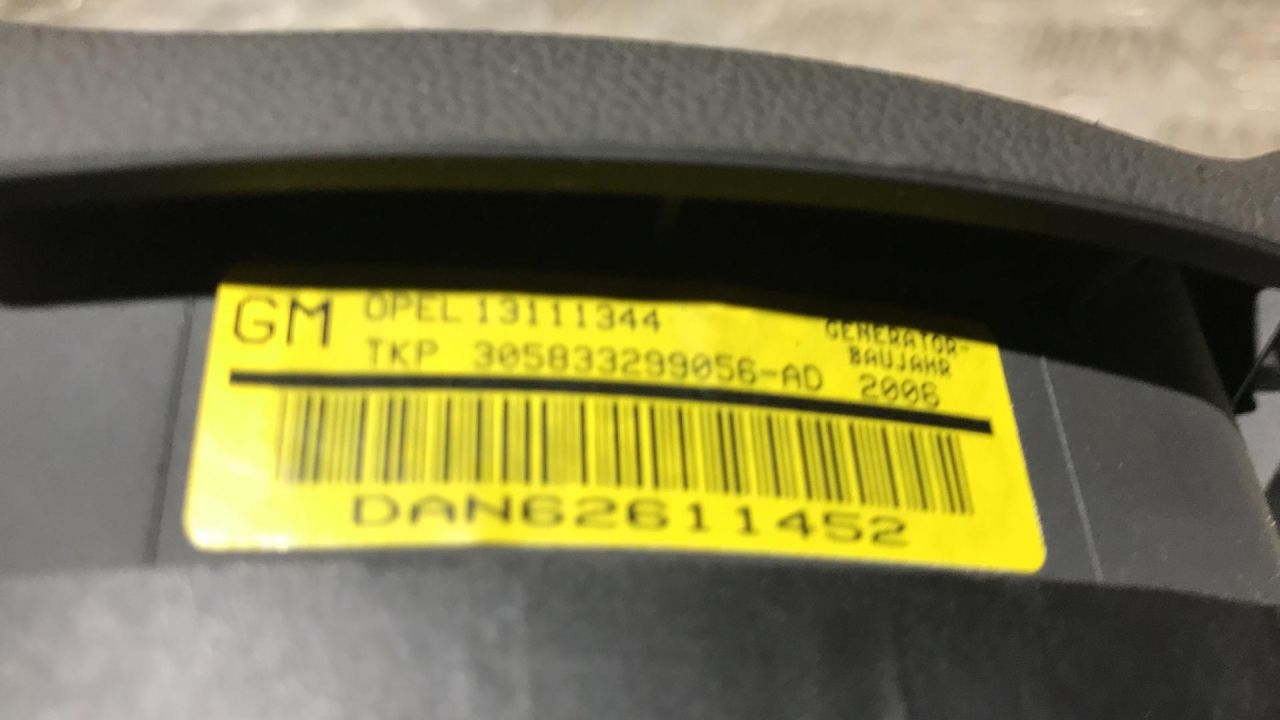 GM OPEL 13111344
TKP 305833299056-AD
GENERATOR-
BAUJAHR
2006
DAN62611452